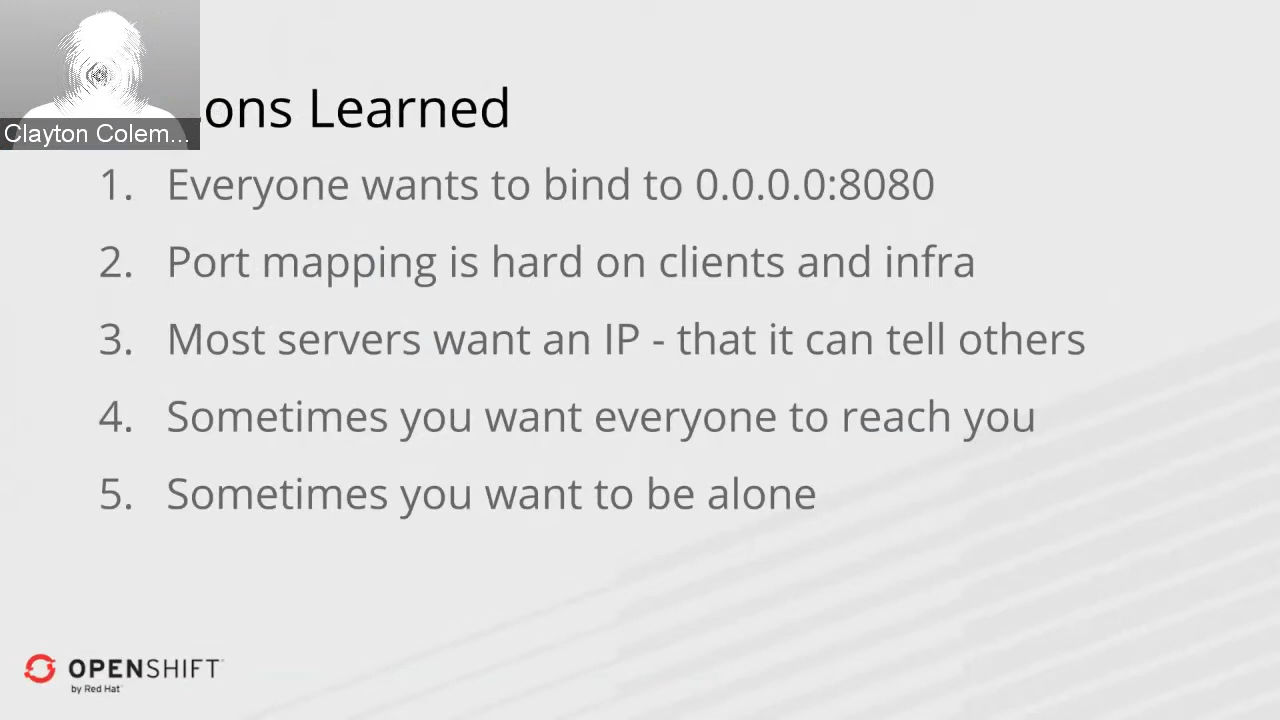 Clayton Colem...
ons Learned
1. Everyone wants to bind to 0.0.0.0:8080
2. Port mapping is hard on clients and infra
3. Most servers want an IP - that it can tell others
4. Sometimes you want everyone to reach you
5. Sometimes you want to be alone
OPENSHIFT
by Red Hat